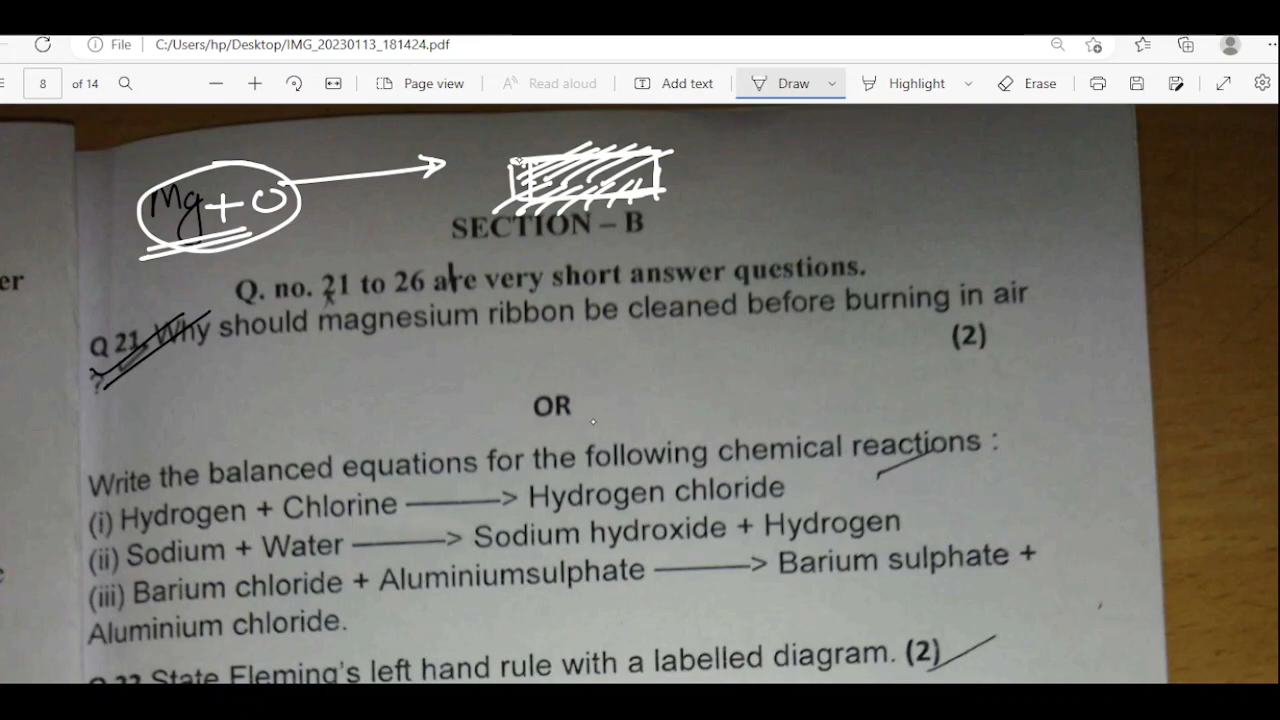 File C:/Users/hp/Desktop/IMG_20230113_181424.pdf
8 of 14 Page view Read aloud Add text Draw Highlight Erase
Mg+O
SECTION – B
Q. no. 21 to 26 are very short answer questions.
Q 21. Why should magnesium ribbon be cleaned before burning in air
? (2)
OR
Write the balanced equations for the following chemical reactions :
(i) Hydrogen + Chlorine ———> Hydrogen chloride
(ii) Sodium + Water ———> Sodium hydroxide + Hydrogen
er
(iii) Barium chloride + Aluminiumsulphate ———> Barium sulphate +
Aluminium chloride.
Q 22 State Fleming's left hand rule with a labelled diagram. (2)